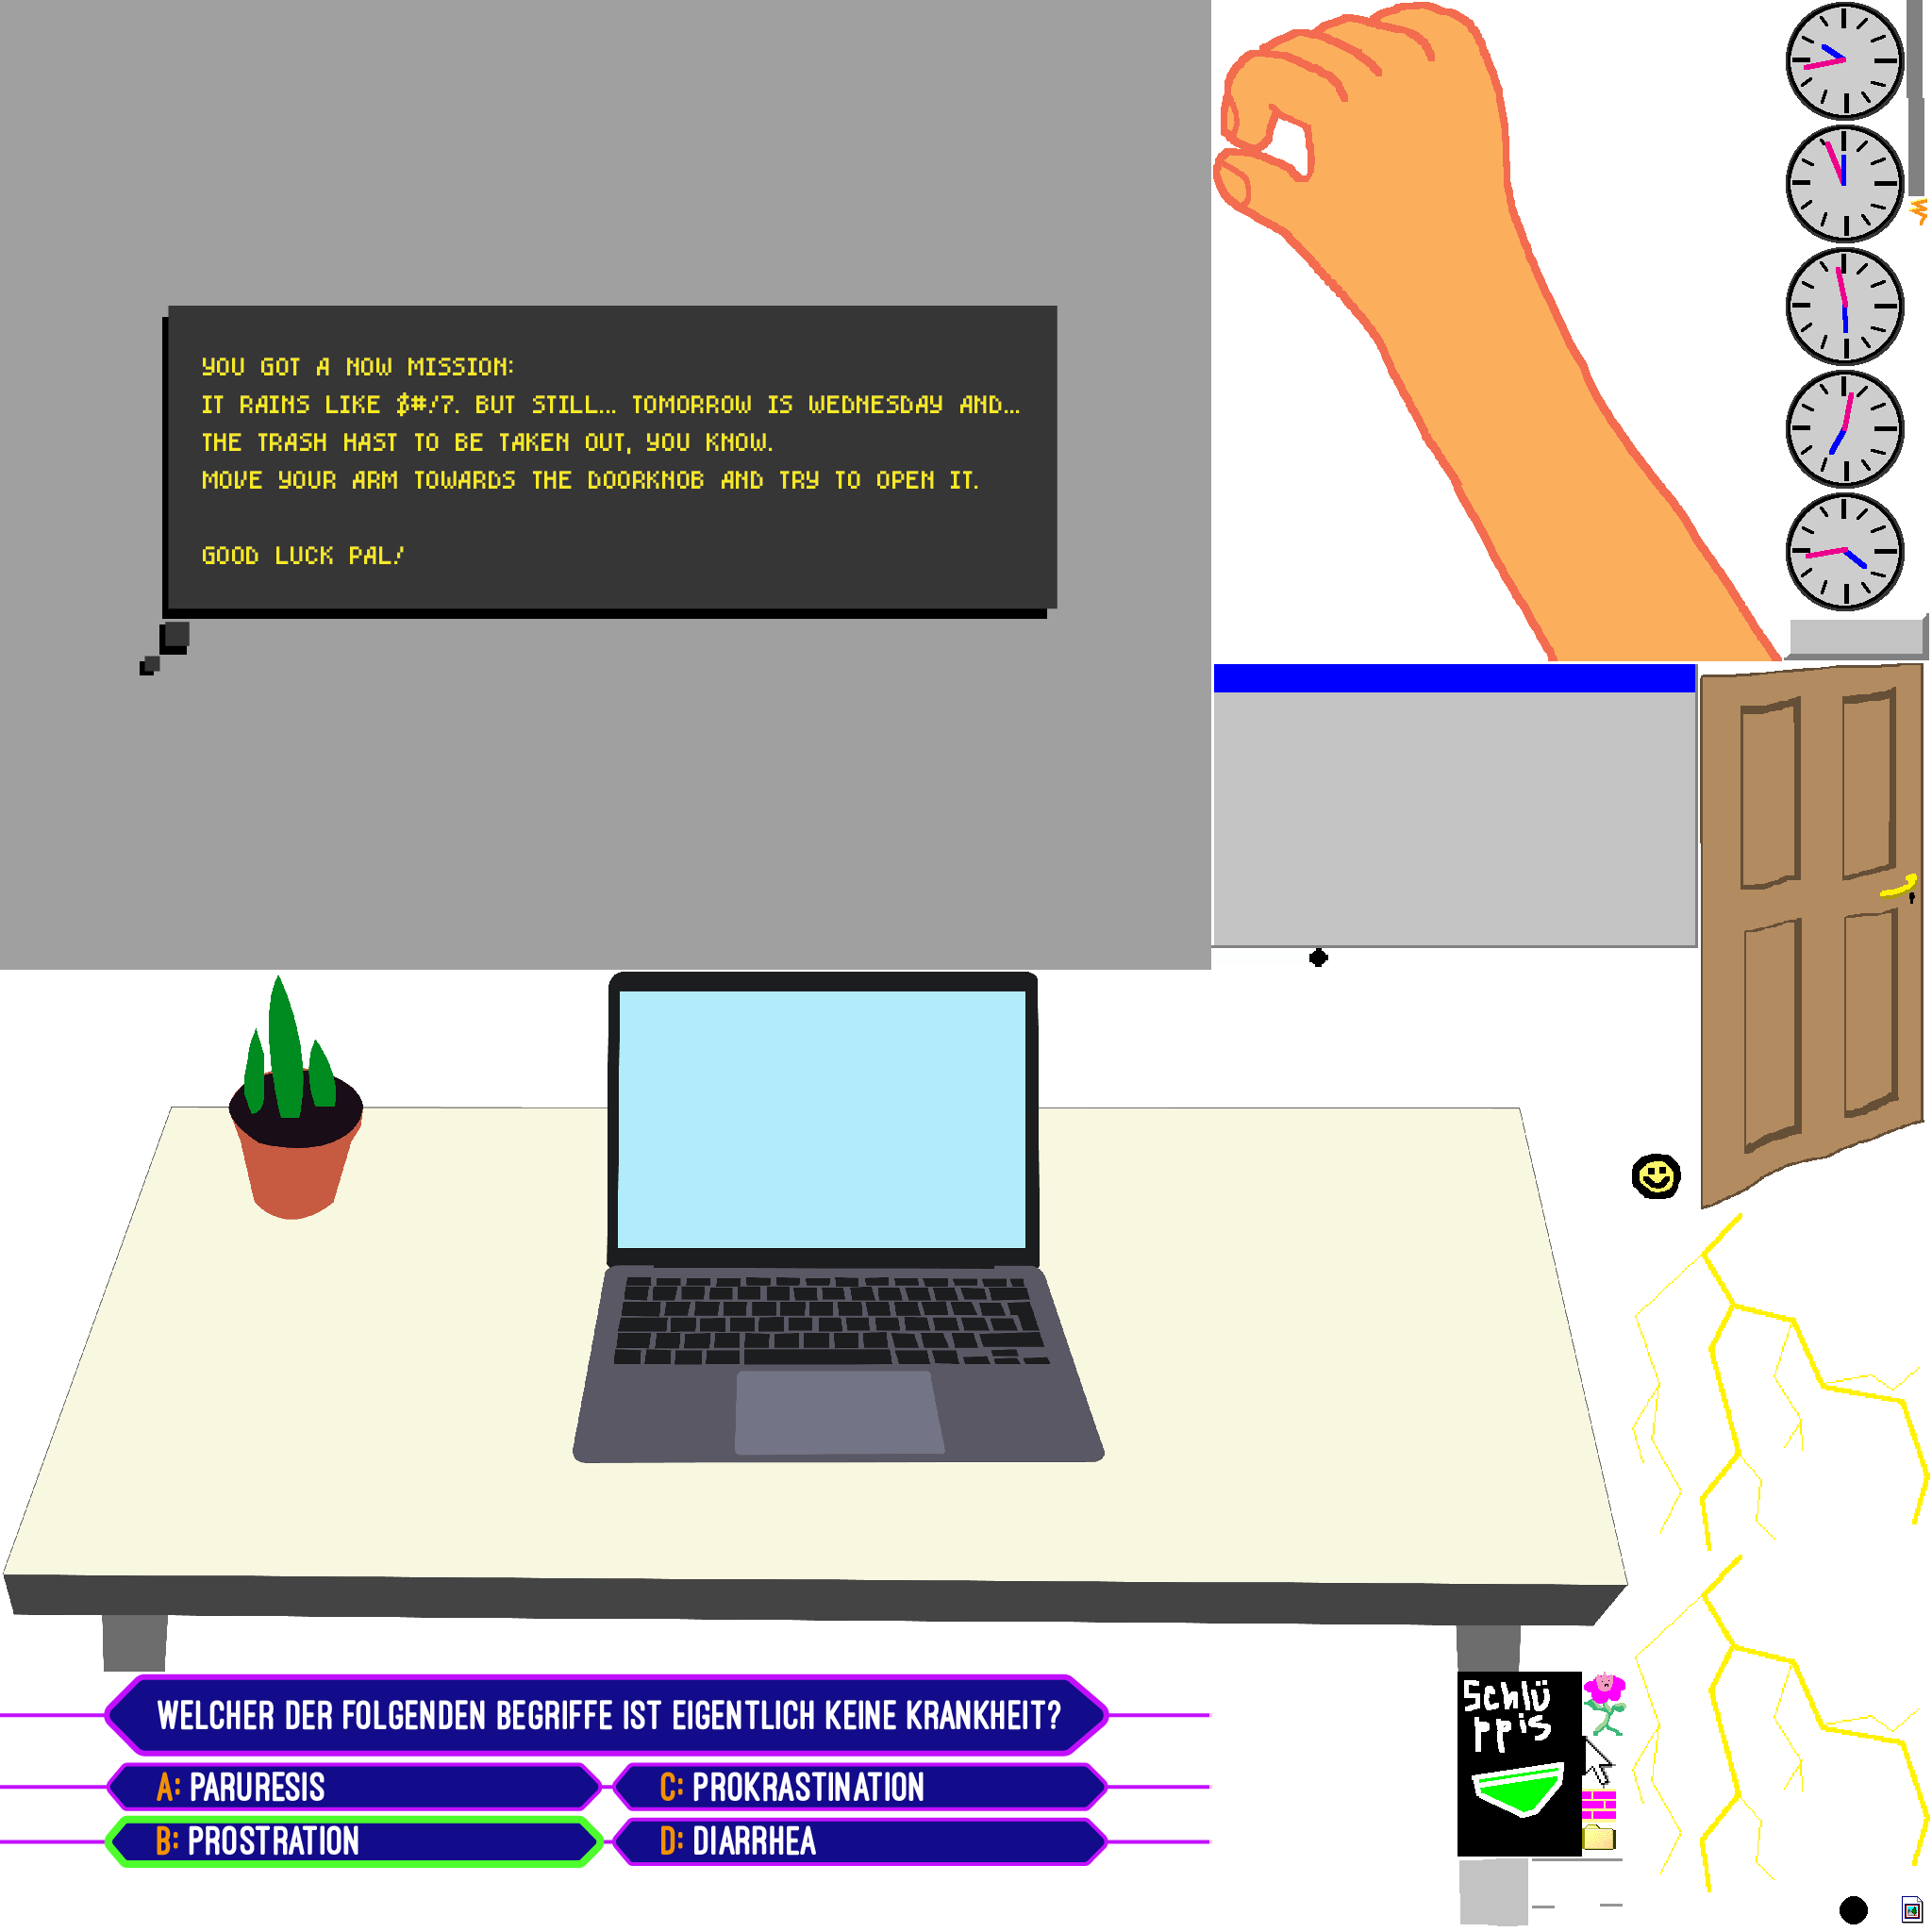 YOU GOT A NOW MISSION:
IT RAINS LIKE $#/7. BUT STILL... TOMORROW IS WEDNESDAY AND...
THE TRASH HAST TO BE TAKEN OUT, YOU KNOW.
MOVE YOUR ARM TOWARDS THE DOORKNOB AND TRY TO OPEN IT.
GOOD LUCK PAL!
WELCHER DER FOLGENDEN BEGRIFFE IST EIGENTLICH KEINE KRANKHEIT?
A: PARURESIS
C: PROKRASTINATION
B: PROSTRATION
D: DIARRHEA
Schlü
ppis